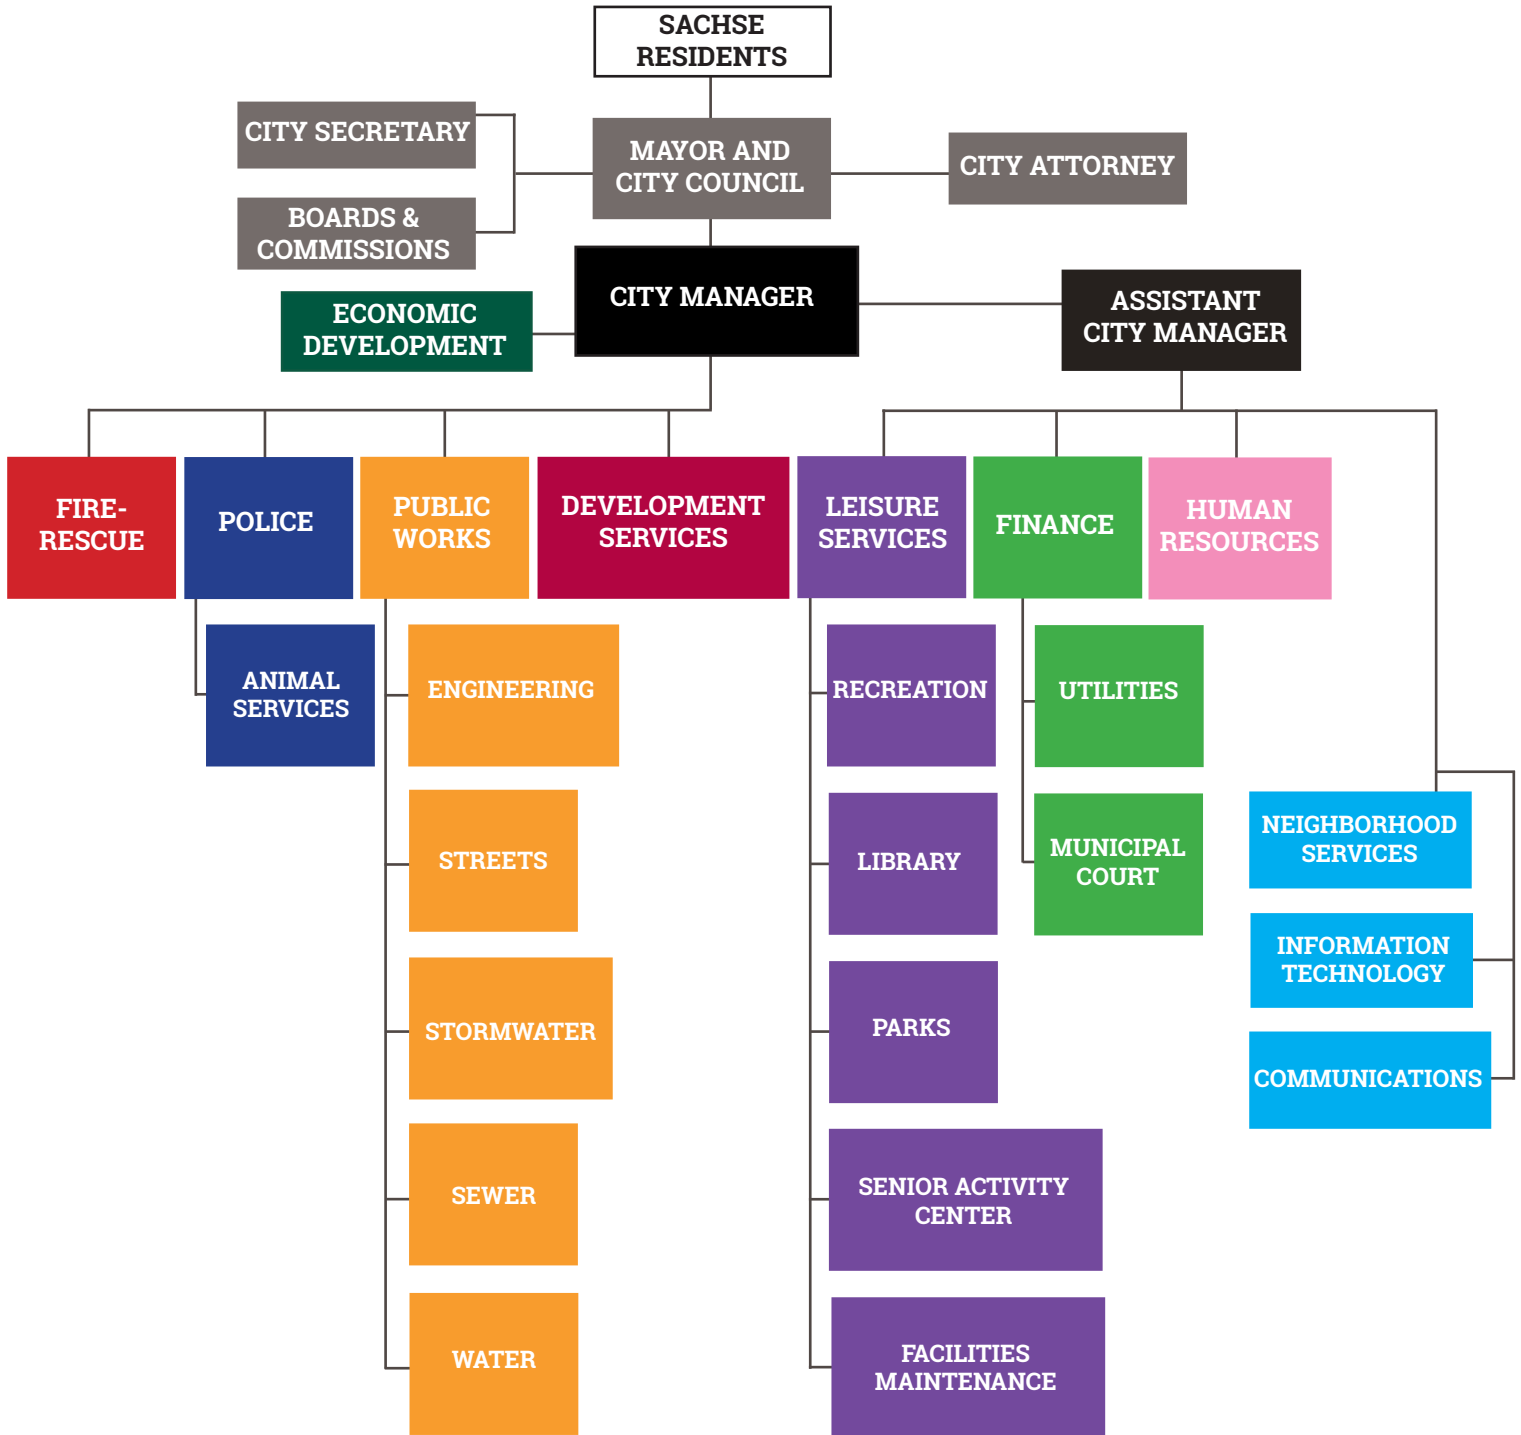 SACHSE
RESIDENTS
CITY SECRETARY
MAYOR AND
CITY COUNCIL
CITY ATTORNEY
BOARDS &
COMMISSIONS
CITY MANAGER
ASSISTANT
CITY MANAGER
ECONOMIC
DEVELOPMENT
FIRE-
RESCUE
POLICE
PUBLIC
WORKS
DEVELOPMENT
SERVICES
LEISURE
SERVICES
FINANCE
HUMAN
RESOURCES
ANIMAL
SERVICES
ENGINEERING
STREETS
STORMWATER
SEWER
WATER
RECREATION
LIBRARY
PARKS
SENIOR ACTIVITY
CENTER
FACILITIES
MAINTENANCE
UTILITIES
MUNICIPAL
COURT
NEIGHBORHOOD
SERVICES
INFORMATION
TECHNOLOGY
COMMUNICATIONS